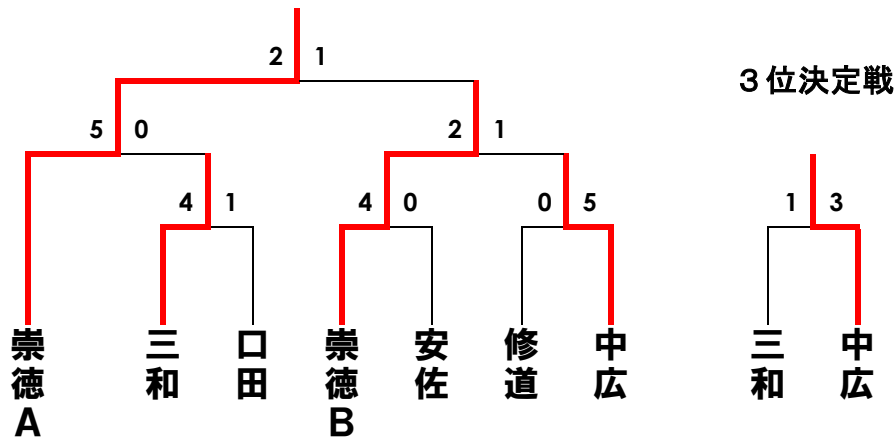 2 1
３位決定戦
5 0
2 1
4 1
4 0
0 5
1 3
崇徳A
三和
口田
崇徳B
安佐
修道
中広
三和
中広